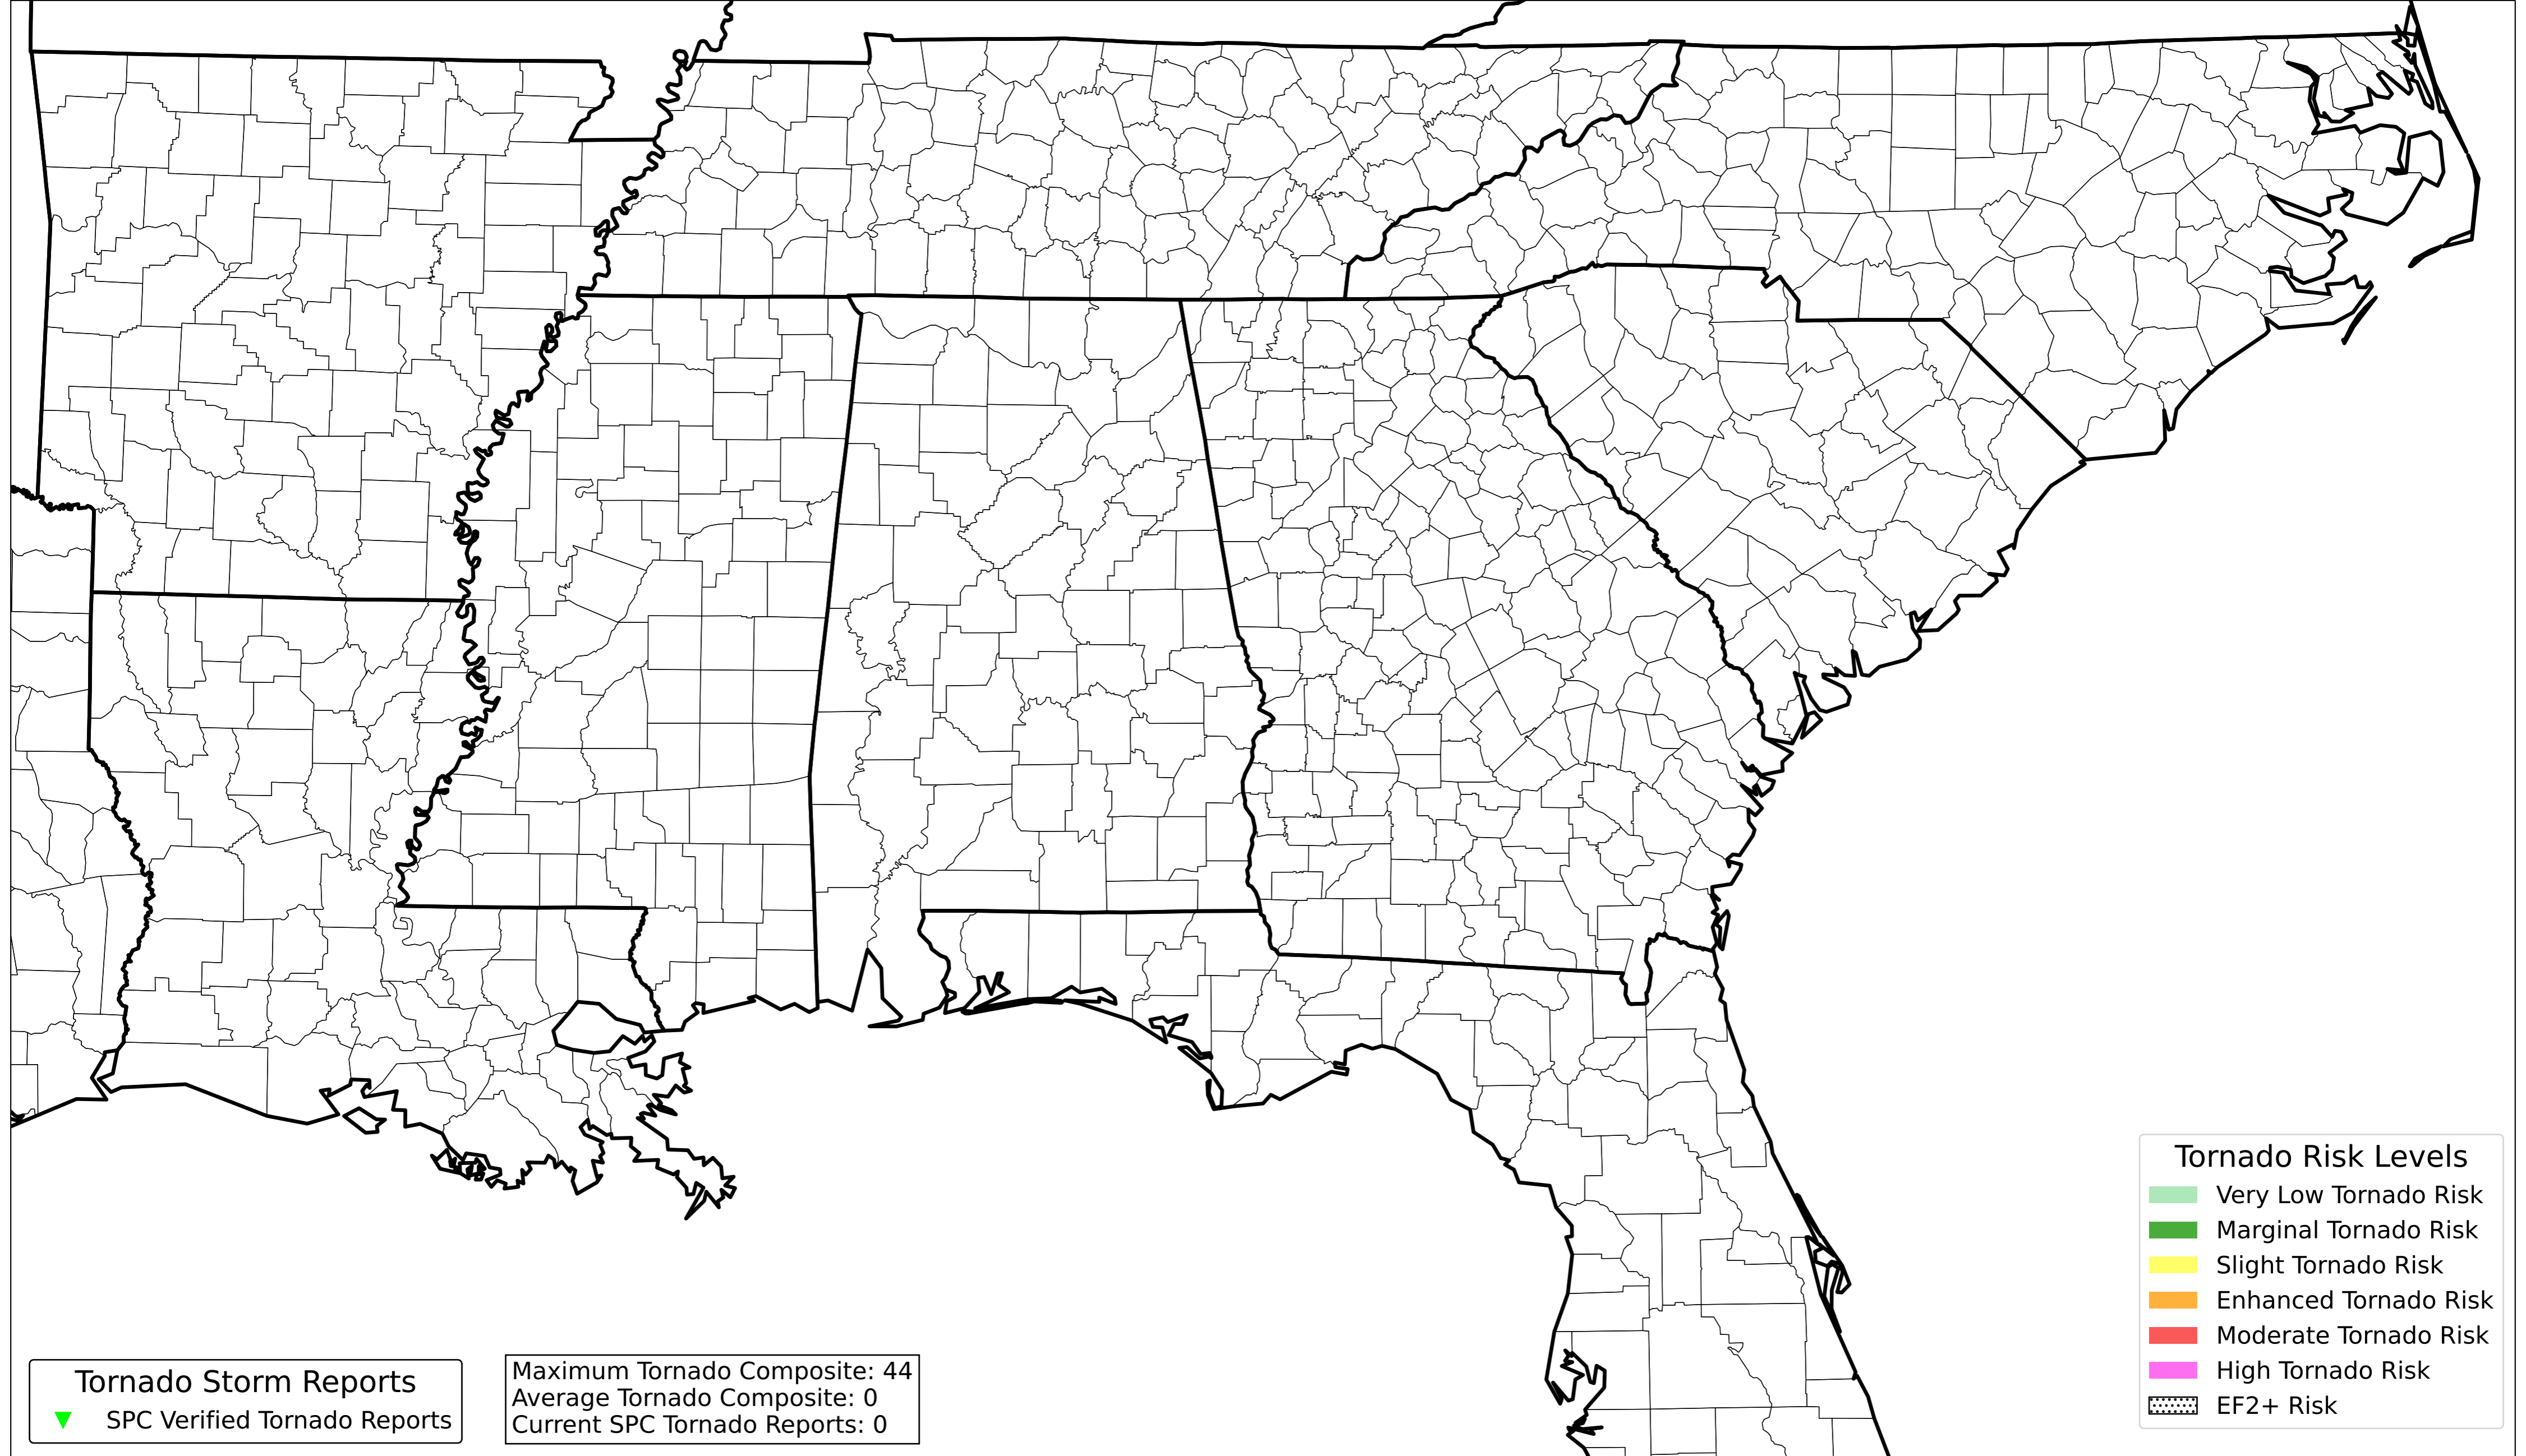 Tornado Risk Levels
Very Low Tornado Risk
Marginal Tornado Risk
Slight Tornado Risk
Enhanced Tornado Risk
Moderate Tornado Risk
High Tornado Risk
EF2+ Risk
Tornado Storm Reports
SPC Verified Tornado Reports
Maximum Tornado Composite: 44
Average Tornado Composite: 0
Current SPC Tornado Reports: 0